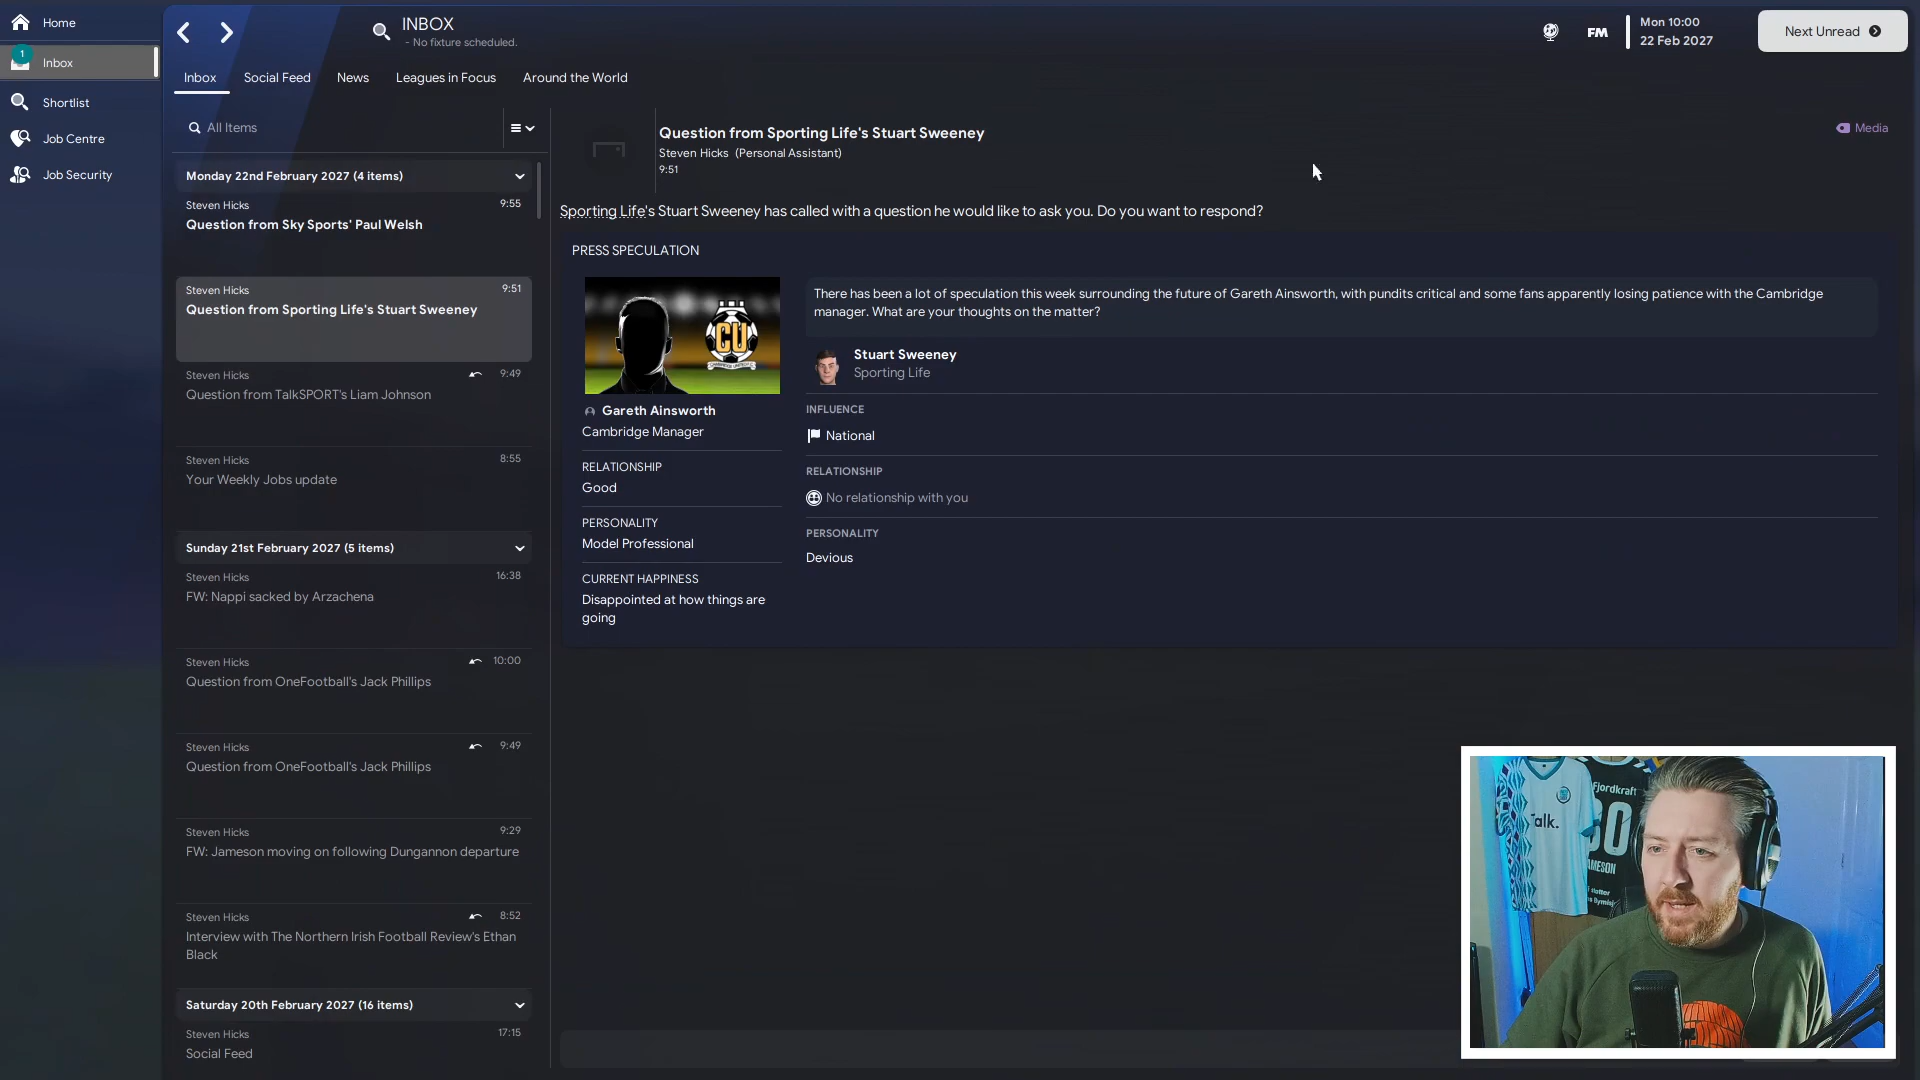 Home
Inbox
1
Shortlist
Job Centre
Job Security
INBOX
- No fixture scheduled.
FM
Mon 10:00
22 Feb 2027
Next Unread
Inbox
Social Feed
News
Leagues in Focus
Around the World
All Items
Monday 22nd February 2027 (4 items)
Steven Hicks
9:55
Question from Sky Sports' Paul Welsh
Steven Hicks
9:51
Question from Sporting Life's Stuart Sweeney
Steven Hicks
9:49
Question from TalkSPORT's Liam Johnson
Steven Hicks
8:55
Your Weekly Jobs update
Sunday 21st February 2027 (5 items)
Steven Hicks
16:38
FW: Nappi sacked by Arzachena
Steven Hicks
10:00
Question from OneFootball's Jack Phillips
Steven Hicks
9:49
Question from OneFootball's Jack Phillips
Steven Hicks
9:29
FW: Jameson moving on following Dungannon departure
Steven Hicks
8:52
Interview with The Northern Irish Football Review's Ethan
Black
Saturday 20th February 2027 (16 items)
Steven Hicks
17:15
Social Feed
Question from Sporting Life's Stuart Sweeney
Steven Hicks (Personal Assistant)
9:51
Media
Sporting Life's Stuart Sweeney has called with a question he would like to ask you. Do you want to respond?
PRESS SPECULATION
CU
Gareth Ainsworth
Cambridge Manager
RELATIONSHIP
Good
PERSONALITY
Model Professional
CURRENT HAPPINESS
Disappointed at how things are
going
There has been a lot of speculation this week surrounding the future of Gareth Ainsworth, with pundits critical and some fans apparently losing patience with the Cambridge
manager. What are your thoughts on the matter?
Stuart Sweeney
Sporting Life
INFLUENCE
National
RELATIONSHIP
No relationship with you
PERSONALITY
Devious
Fjordkraft
Talk.